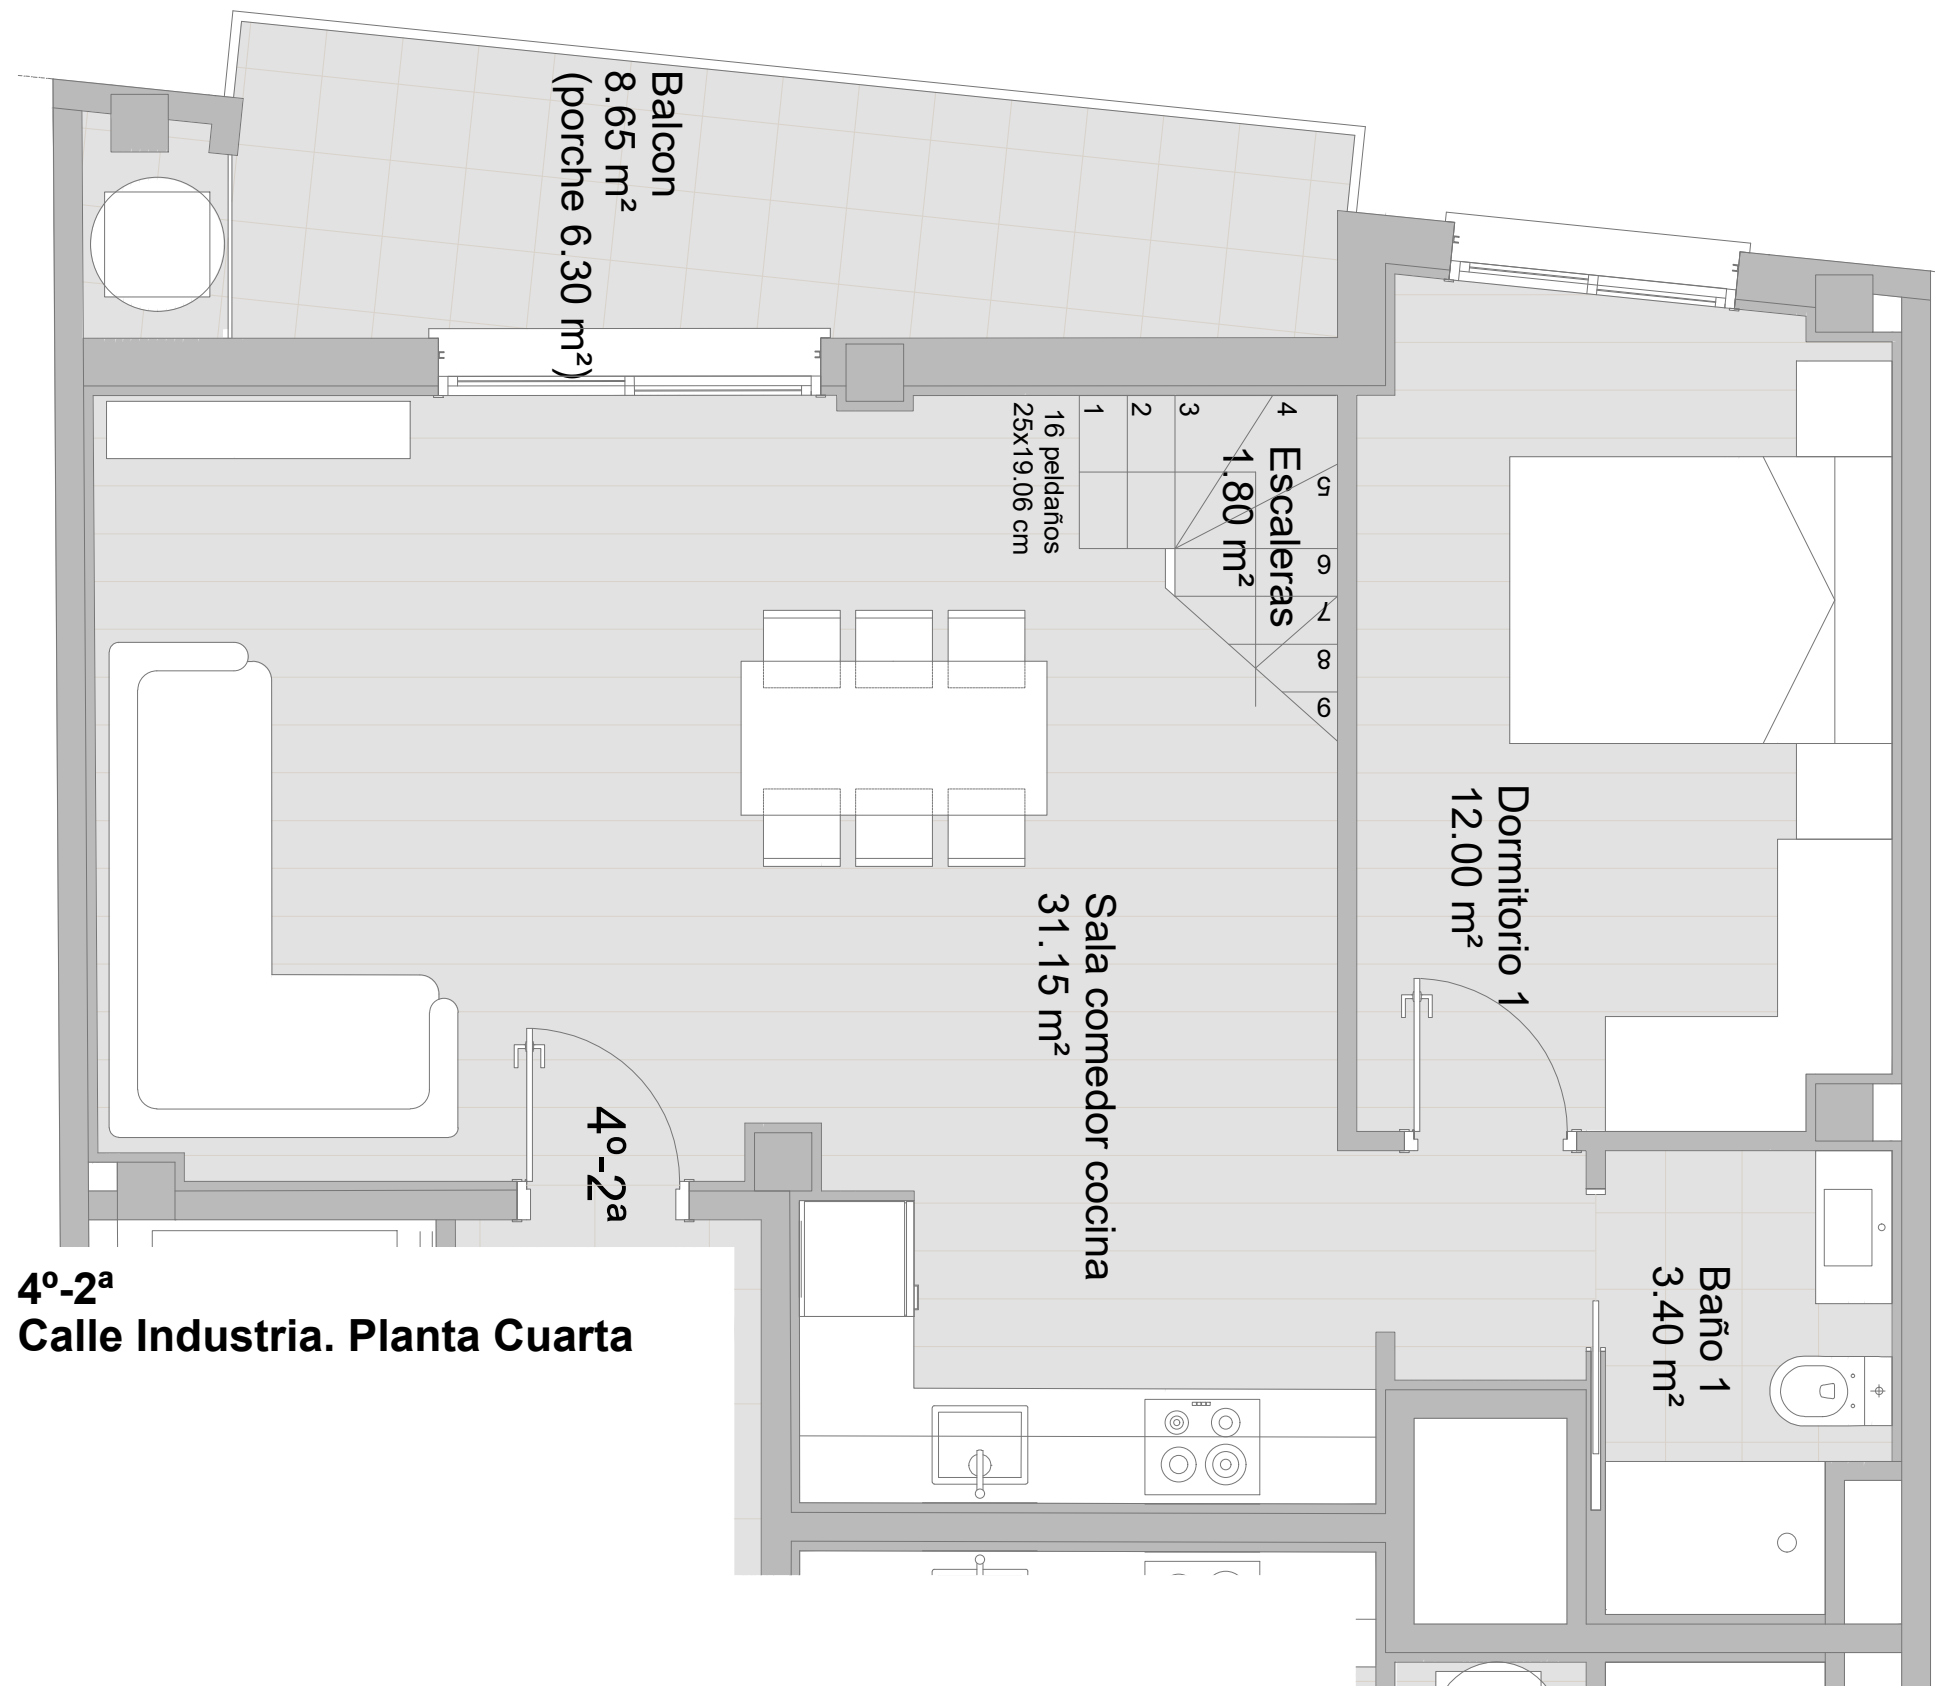 Balcon
8.65 m²
(porche 6.30 m²)
16 peldaños
25x19.06 cm
1
2
3
4
5
6
7
8
9
Escaleras
1.80 m²
Dormitorio 1
12.00 m²
Sala comedor cocina
31.15 m²
4º-2ª
Baño 1
3.40 m²
4º-2ª
Calle Industria. Planta Cuarta